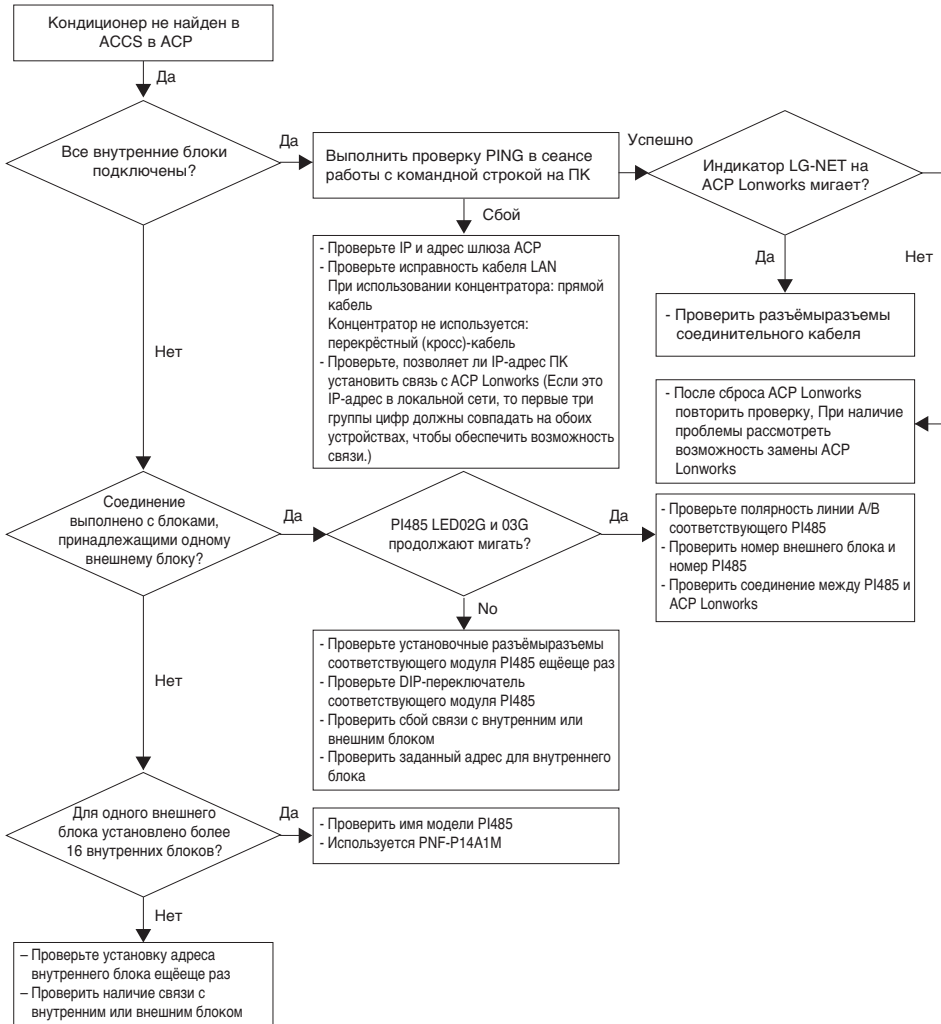 Кондиционер не найден в
ACCS в ACP
Да
Все внутренние блоки
подключены?
Да
Выполнить проверку PING в сеансе
работы с командной строкой на ПК
Успешно
Индикатор LG-NET на
ACP Lonworks мигает?
Сбой
Да
Нет
- Проверьте IP и адрес шлюза ACP
- Проверьте исправность кабеля LAN
При использовании концентратора: прямой
кабель
Концентратор не используется:
перекрёстный (кросс)-кабель
- Проверьте, позволяет ли IP-адрес ПК
установить связь с ACP Lonworks (Если это
IP-адрес в локальной сети, то первые три
группы цифр должны совпадать на обоих
устройствах, чтобы обеспечить возможность
связи.)
- Проверить разъёмыразъемы
соединительного кабеля
- После сброса ACP Lonworks
повторить проверку, При наличие
проблемы рассмотреть
возможность замены ACP
Lonworks
Нет
Соединение
выполнено с блоками,
принадлежащими одному
внешнему блоку?
Да
PI485 LED02G и 03G
продолжают мигать?
Да
- Проверьте полярность линии A/B
соответствующего PI485
- Проверить номер внешнего блока и
номер PI485
- Проверить соединение между PI485 и
ACP Lonworks
No
- Проверьте установочные разъёмыразъемы
соответствующего модуля PI485 ещёеще раз
- Проверьте DIP-переключатель
соответствующего модуля PI485
- Проверить сбой связи с внутренним или
внешним блоком
- Проверить заданный адрес для внутреннего
блока
Нет
Для одного внешнего
блока установлено более
16 внутренних блоков?
Да
- Проверить имя модели PI485
- Используется PNF-P14A1M
Нет
– Проверьте установку адреса
внутреннего блока ещёеще раз
– Проверить наличие связи с
внутренним или внешним блоком